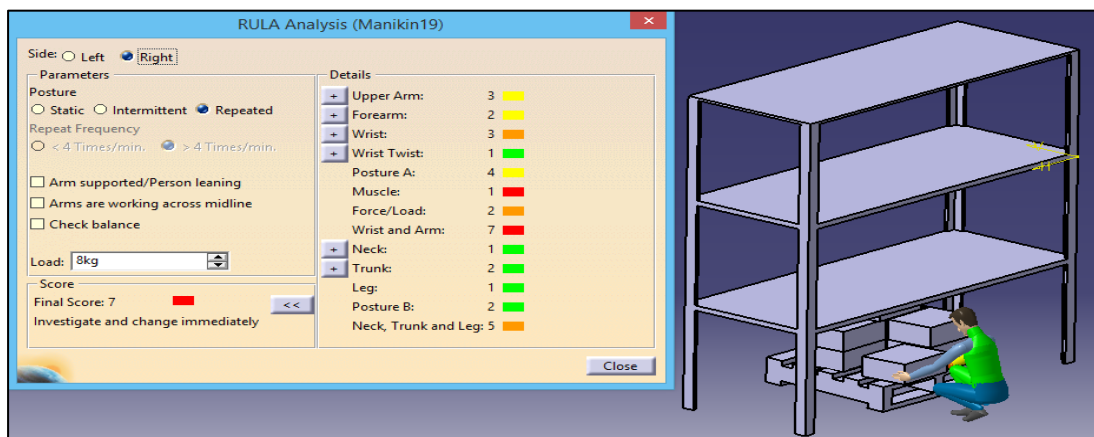 RULA Analysis (Manikin19)
Side: Left Right
Parameters
Posture
Static Intermittent Repeated
Repeat Frequency
< 4 Times/min. > 4 Times/min.
Arm supported/Person leaning
Arms are working across midline
Check balance
Load: 8kg
Score
Final Score: 7
<<
Investigate and change immediately
Details
+ Upper Arm: 3
+ Forearm: 2
+ Wrist: 3
+ Wrist Twist: 1
Posture A: 4
Muscle: 1
Force/Load: 2
Wrist and Arm: 7
+ Neck: 1
+ Trunk: 2
Leg: 1
Posture B: 2
Neck, Trunk and Leg: 5
Close